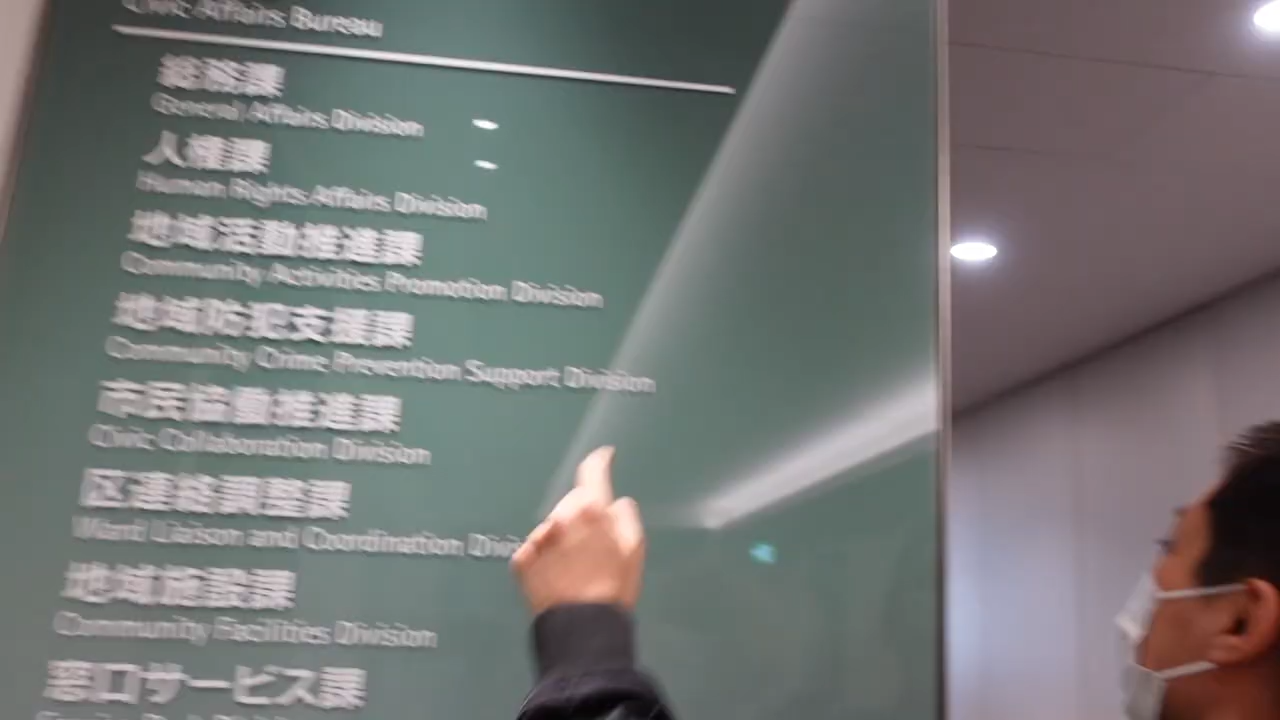 Civic Affairs Bureau
総務課
General Affairs Division
人権課
Human Rights Affairs Division
地域活動推進課
Community Activities Promotion Division
地域防犯支援課
Community Crime Prevention Support Division
市民協働推進課
Civic Collaboration Division
区連絡調整課
Ward Liaison and Coordination
地域施設課
Community Facilities Division
窓口サービス課